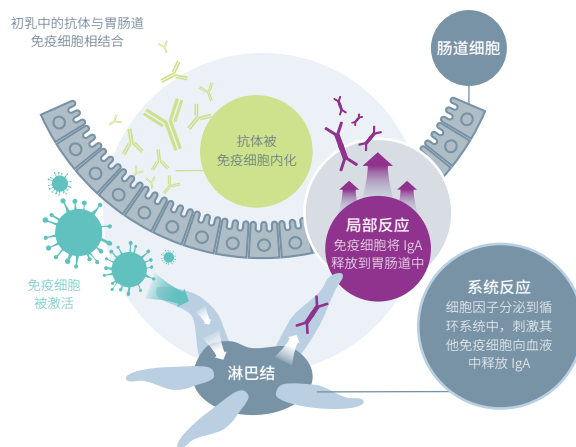 初乳中的抗体与胃肠道
免疫细胞相结合
肠道细胞
抗体被
免疫细胞内化
局部反应
免疫细胞将 IgA
释放到胃肠道中
免疫细胞
被激活
系统反应
细胞因子分泌到循
环系统中，刺激其
他免疫细胞向血液
中释放 IgA
淋巴结